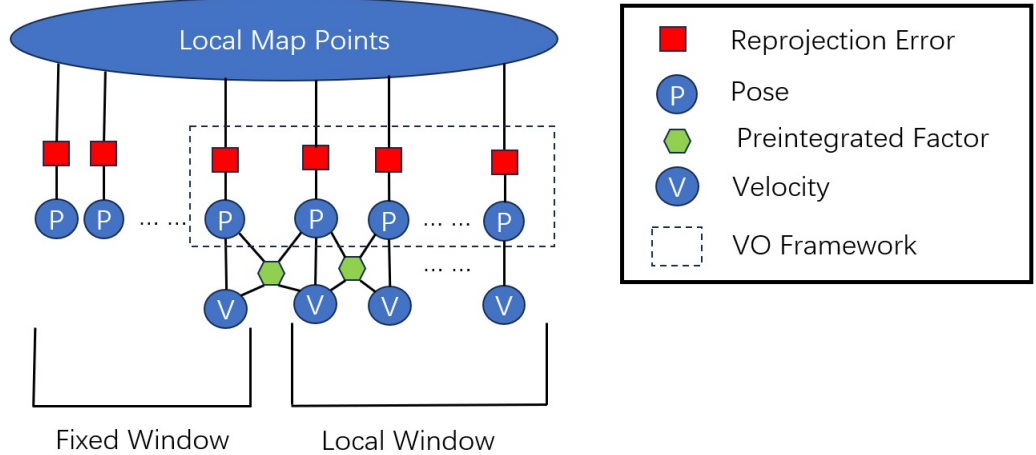 Local Map Points
P P ... ... P P P ... ... P
... ...
V V V V
Fixed Window
Local Window
Reprojection Error
P Pose
Preintegrated Factor
V Velocity
VO Framework